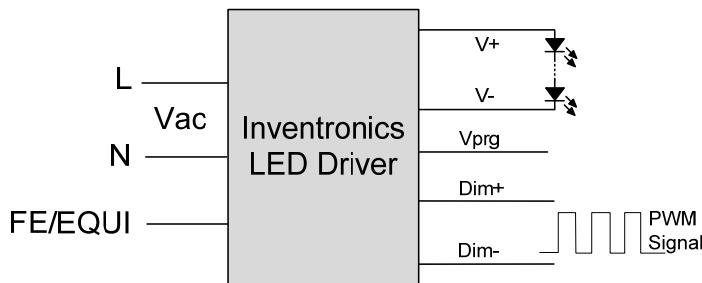 L
Vac
N
FE/EQUI
Inventronics
LED Driver
V+
V-
Vprg
Dim+
Dim-
PWM
Signal